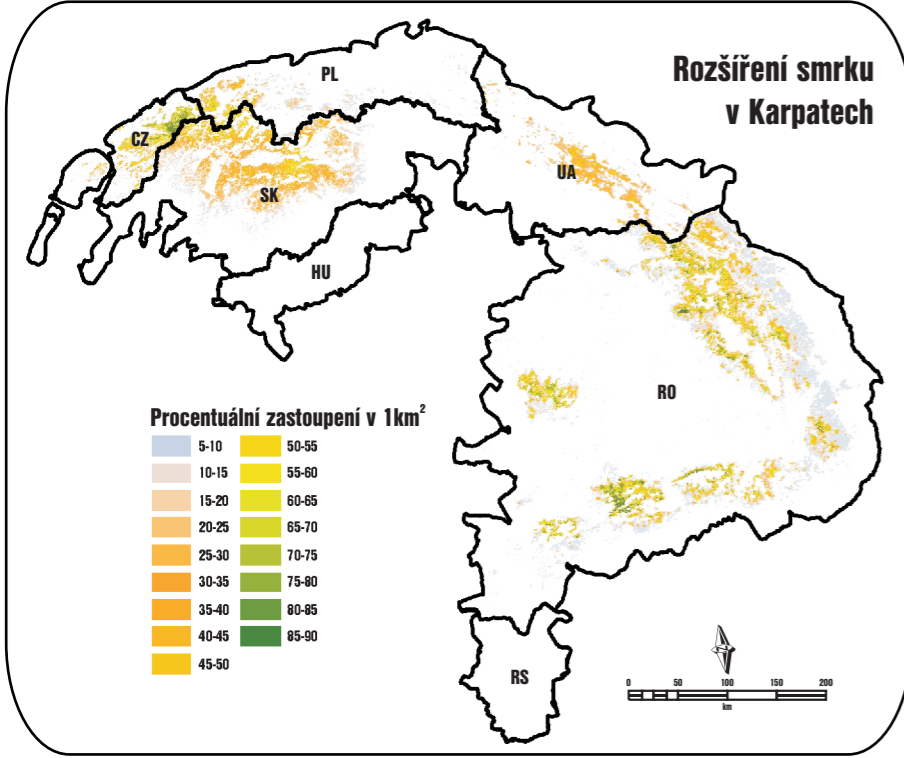 Rozšíření smrku
v Karpatech
PL
CZ
SK
UA
HU
RO
RS
Procentuální zastoupení v 1km²
5-10
10-15
15-20
20-25
25-30
30-35
35-40
40-45
45-50
50-55
55-60
60-65
65-70
70-75
75-80
80-85
85-90
0 50 100 150 200
km